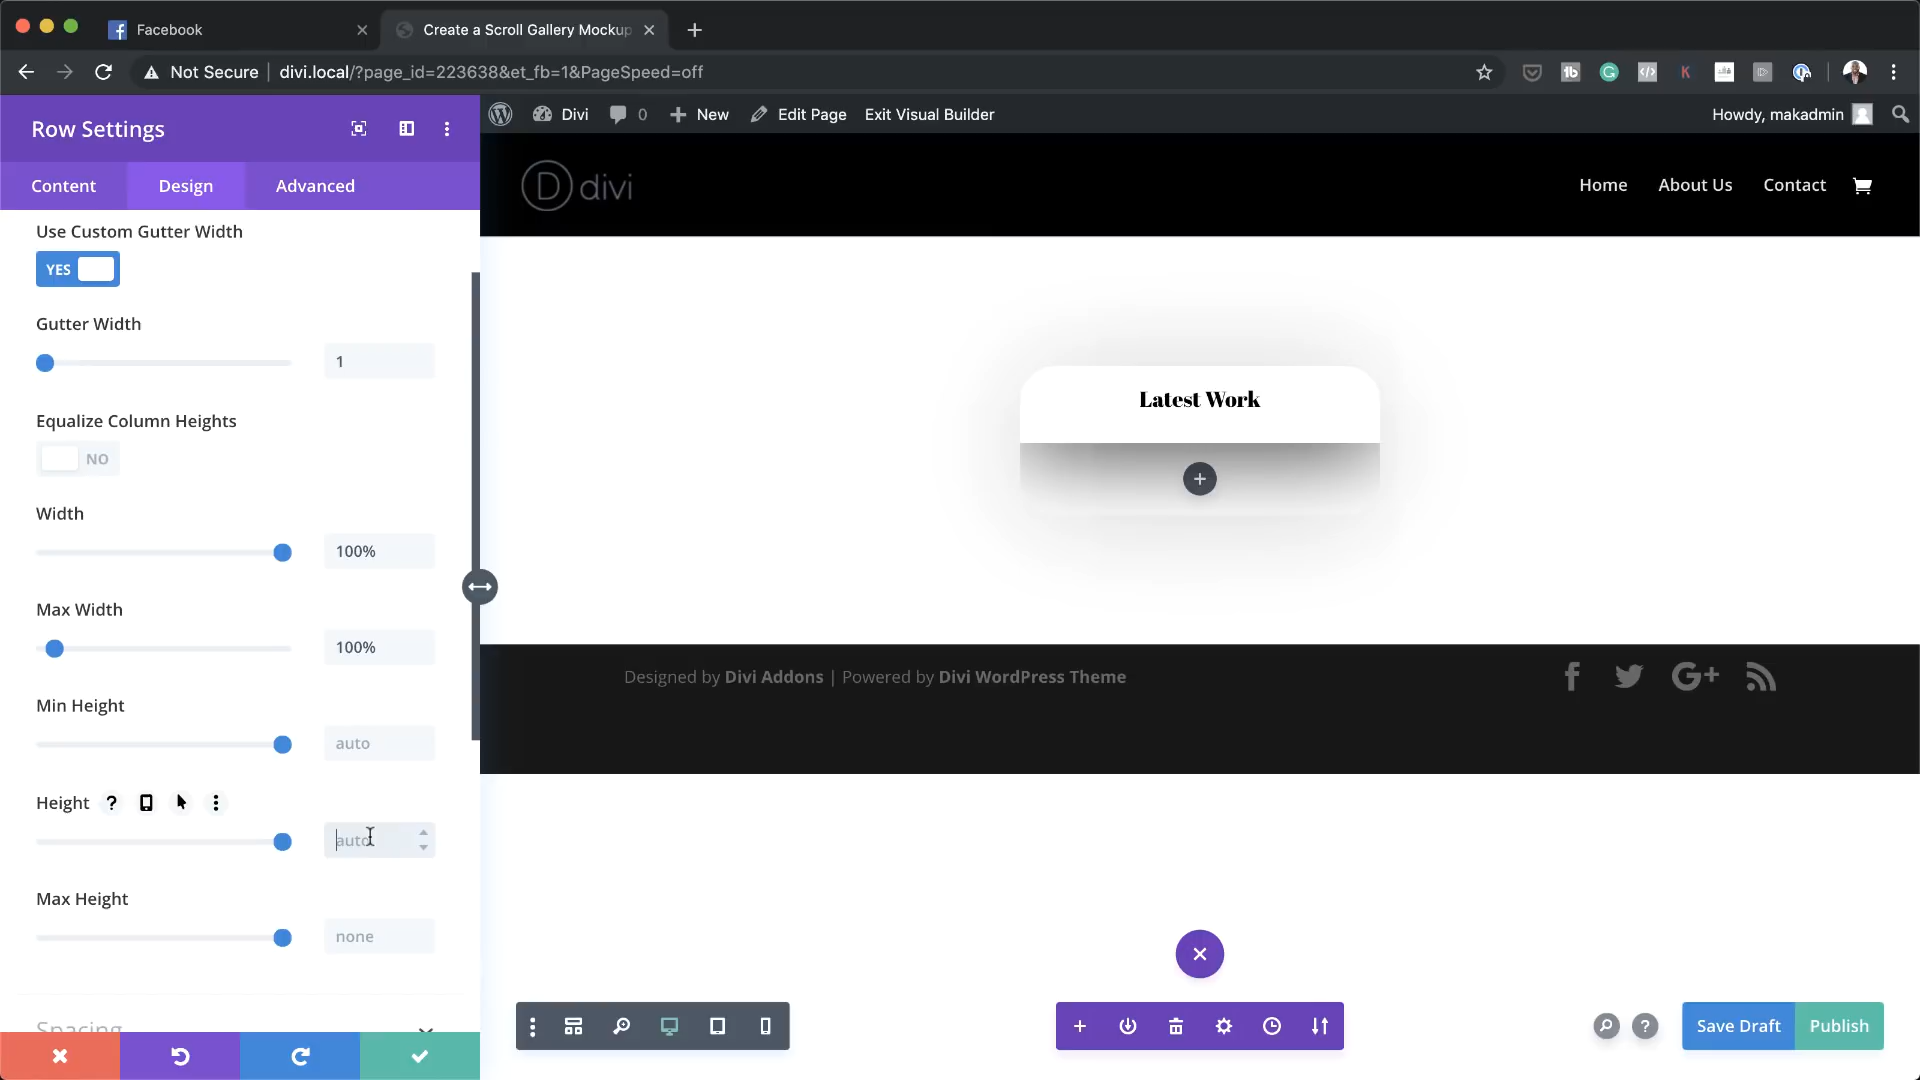 Facebook
Create a Scroll Gallery Mockup
Not Secure
divi.local/?page_id=223638&et_fb=1&PageSpeed=off
Row Settings
Divi
0
New
Edit Page
Exit Visual Builder
Howdy, makadmin
Content
Design
Advanced
divi
Home
About Us
Contact
Use Custom Gutter Width
YES
Gutter Width
1
Equalize Column Heights
NO
Width
100%
Max Width
100%
Min Height
auto
Height
auto
Max Height
none
Spacing
Latest Work
Designed by Divi Addons | Powered by Divi WordPress Theme
Save Draft
Publish